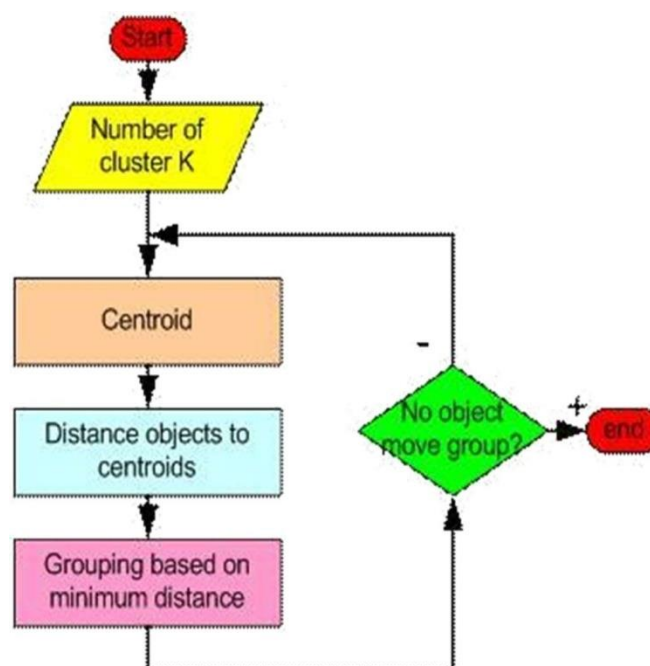 Start
Number of
cluster K
Centroid
-
No object
move group?
+
end
Distance objects to
centroids
Grouping based on
minimum distance